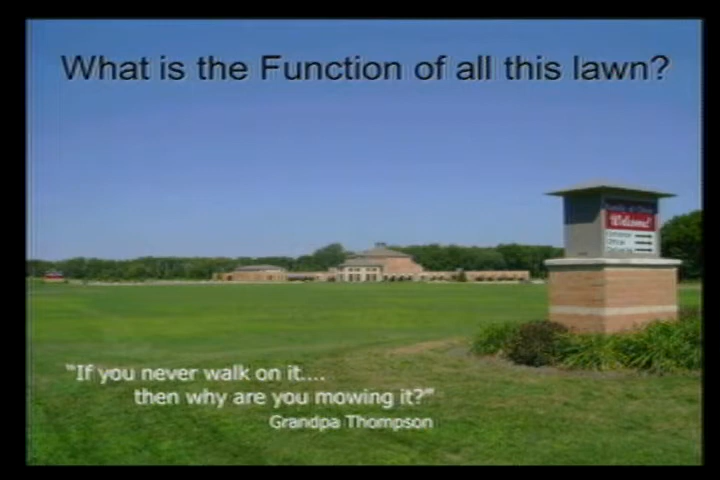 What is the Function of all this lawn?
Welcome!
"If you never walk on it....
then why are you mowing it?"
Grandpa Thompson